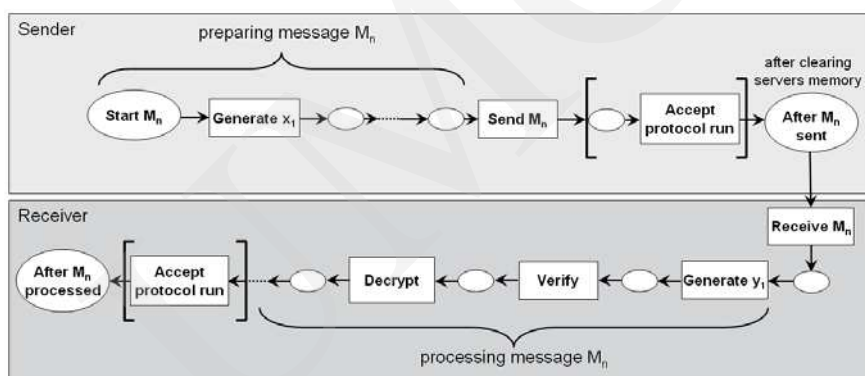 Sender
preparing message Mn
after clearing
servers memory
Start Mn
Generate x1
Send Mn
Accept
protocol run
After Mn
sent
Receiver
Receive Mn
After Mn
processed
Accept
protocol run
Decrypt
Verify
Generate y1
processing message Mn